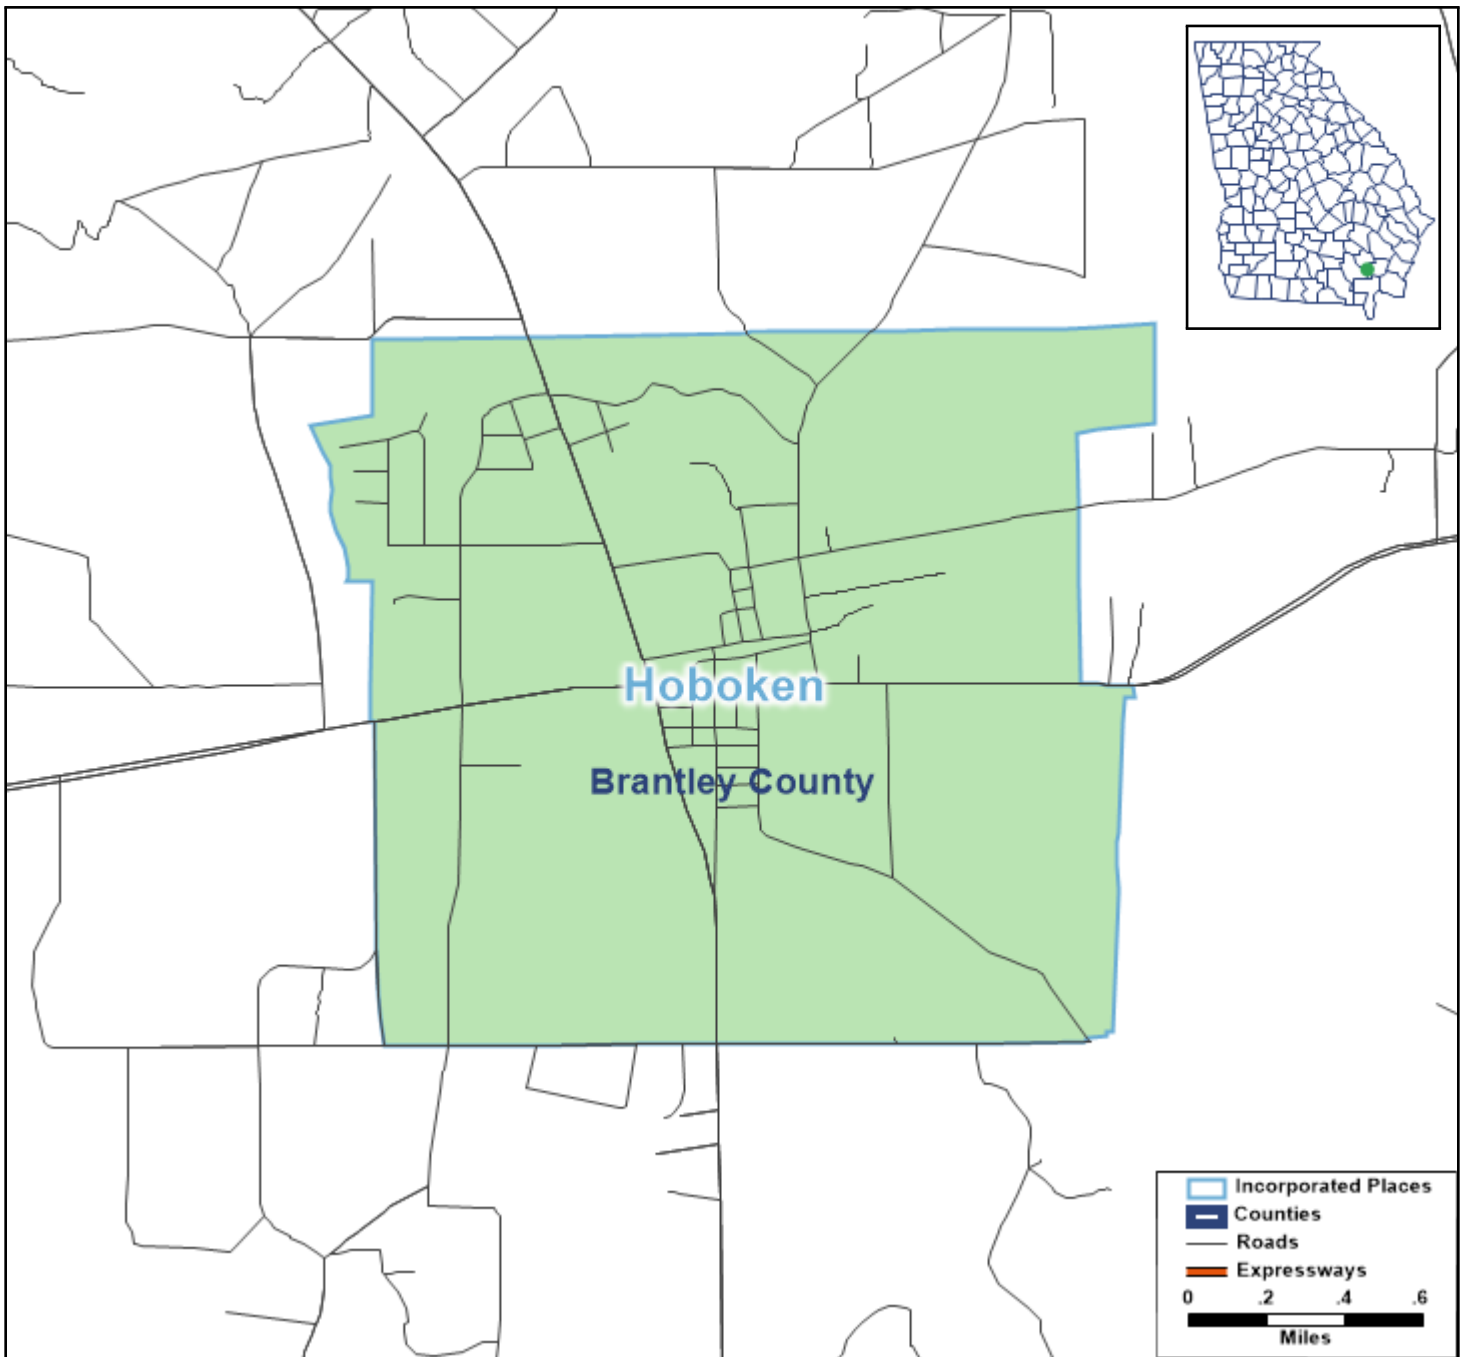 Hoboken
Brantley County
Incorporated Places
Counties
Roads
Expressways
0 .2 .4 .6
Miles